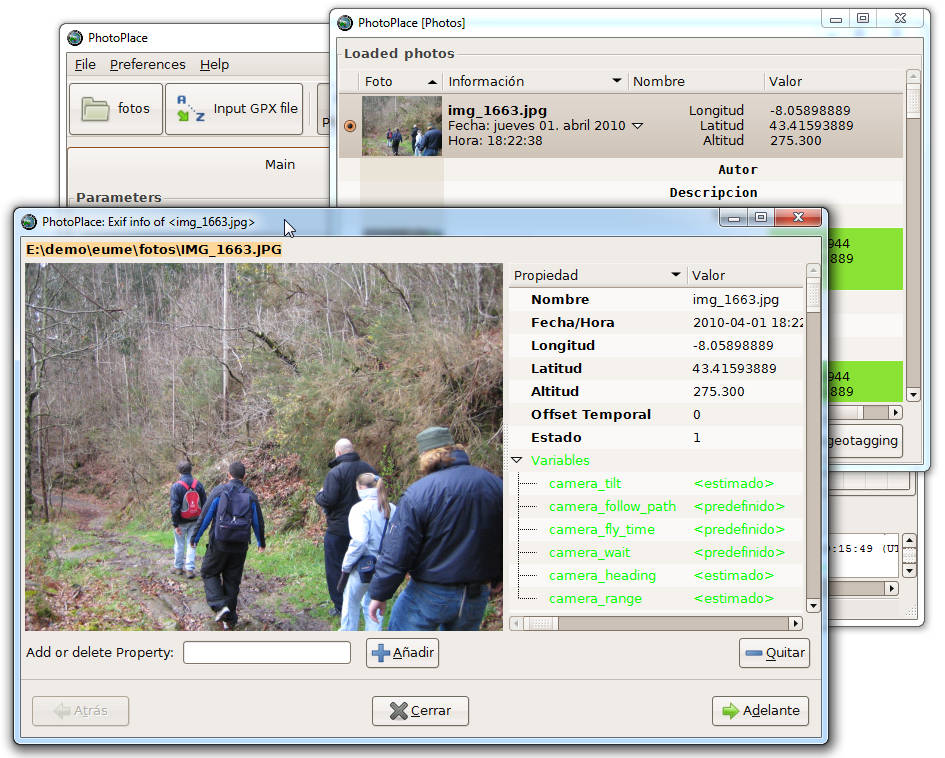 PhotoPlace
File Preferences Help
fotos
Input GPX file
Main
Parameters
PhotoPlace [Photos]
Loaded photos
Foto Información Nombre Valor
img_1663.jpg Longitud -8.05898889
Fecha: jueves 01. abril 2010 Latitud 43.41593889
Hora: 18:22:38 Altitud 275.300
Autor
Descripcion
944
889
944
889
geotagging
PhotoPlace: Exif info of <img_1663.jpg>
E:\demo\eume\fotos\IMG_1663.JPG
Propiedad Valor
Nombre img_1663.jpg
Fecha/Hora 2010-04-01 18:22
Longitud -8.05898889
Latitud 43.41593889
Altitud 275.300
Offset Temporal 0
Estado 1
Variables
camera_tilt <estimado>
camera_follow_path <predefinido>
camera_fly_time <predefinido>
camera_wait <predefinido>
camera_heading <estimado>
camera_range <estimado>
:15:49 (UT
Add or delete Property:
Añadir
Quitar
Atrás
Cerrar
Adelante